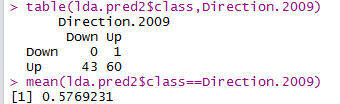 > table(lda.pred2$class,Direction.2009)
Direction.2009
Down Up
Down 0 1
Up 43 60
> mean(lda.pred2$class==Direction.2009)
[1] 0.5769231